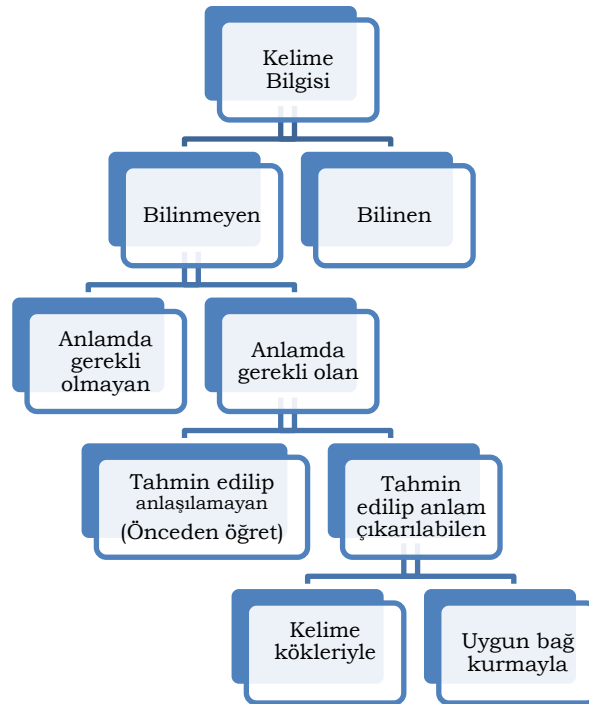 Kelime
Bilgisi
Bilinmeyen
Bilinen
Anlamda
gerekli
olmayan
Anlamda
gerekli olan
Tahmin edilip
anlaşılamayan
(Önceden öğret)
Tahmin
edilip anlam
çıkarılabilen
Kelime
kökleriyle
Uygun bağ
kurmayla